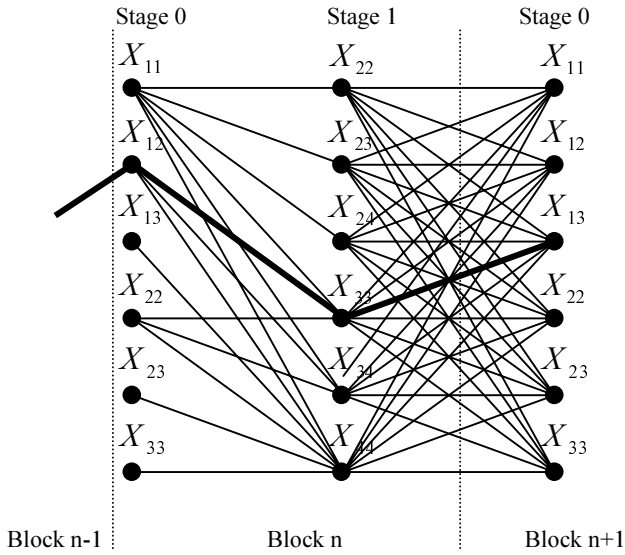 Stage 0 Stage 1 Stage 0
X11 X22 X11
X12 X23 X12
X13 X24 X13
X22 X33 X22
X23 X34 X23
X33 X44 X33
Block n-1 Block n Block n+1